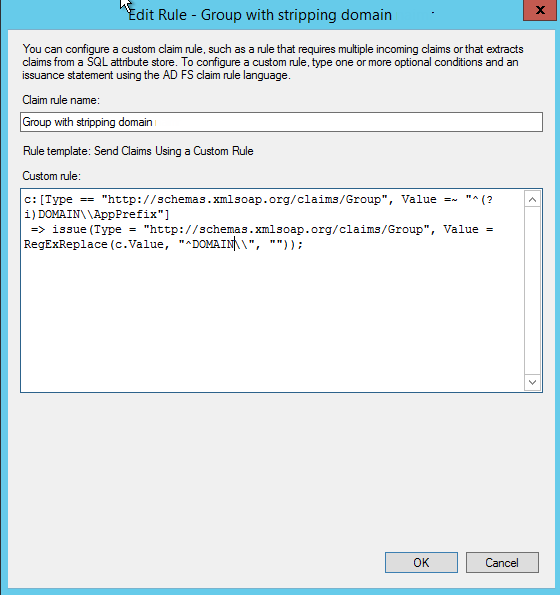 Edit Rule - Group with stripping domain
x
You can configure a custom claim rule, such as a rule that requires multiple incoming claims or that extracts
claims from a SQL attribute store. To configure a custom rule, type one or more optional conditions and an
issuance statement using the AD FS claim rule language.
Claim rule name:
Group with stripping domain
Rule template: Send Claims Using a Custom Rule
Custom rule:
c:[Type == "http://schemas.xmlsoap.org/claims/Group", Value =~ "^(?
i)DOMAIN\\AppPrefix"]
=> issue(Type = "http://schemas.xmlsoap.org/claims/Group", Value =
RegExReplace(c.Value, "^DOMAIN\\", ""));
OK
Cancel